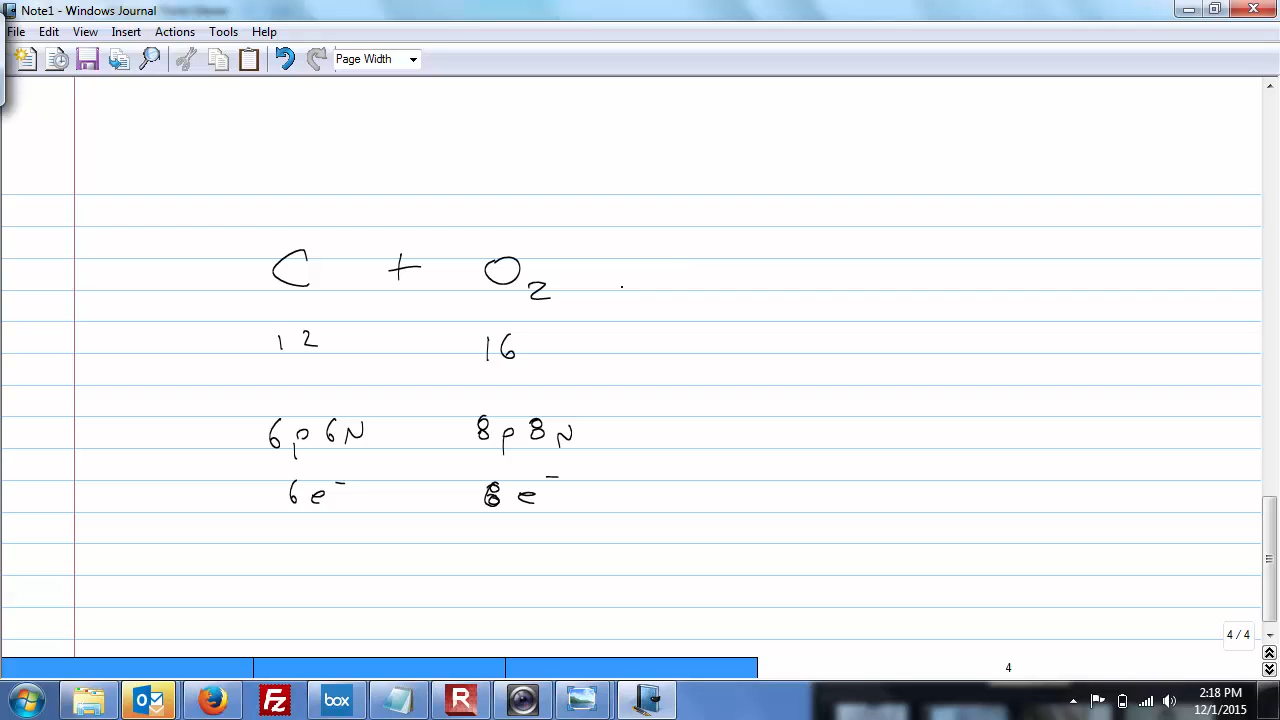 Note1 - Windows Journal
File Edit View Insert Actions Tools Help
Page Width
C + O2
12 16
6p 6N 8p 8N
6e⁻ 8e⁻
4 / 4
4
box
2:18 PM
12/1/2015